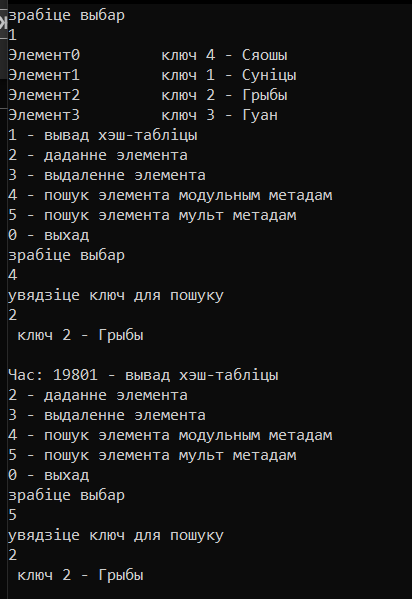 зрабіце выбар
1
Элемент0 ключ 4 - Сяошы
Элемент1 ключ 1 - Суніцы
Элемент2 ключ 2 - Грыбы
Элемент3 ключ 3 - Гуан
1 - вывад хэш-табліцы
2 - даданне элемента
3 - выдаленне элемента
4 - пошук элемента модульным метадам
5 - пошук элемента мульт метадам
0 - выхад
зрабіце выбар
4
увядзіце ключ для пошуку
2
ключ 2 - Грыбы
Час: 19801 - вывад хэш-табліцы
2 - даданне элемента
3 - выдаленне элемента
4 - пошук элемента модульным метадам
5 - пошук элемента мульт метадам
0 - выхад
зрабіце выбар
5
увядзіце ключ для пошуку
2
ключ 2 - Грыбы